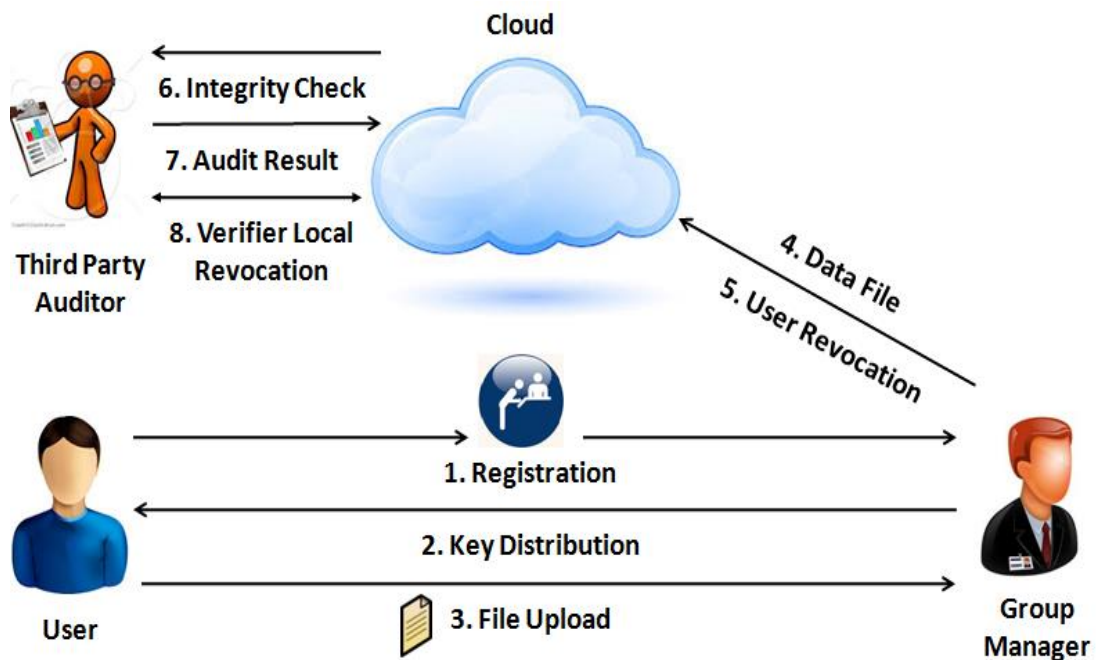 Cloud
6. Integrity Check
7. Audit Result
8. Verifier Local
Revocation
Third Party
Auditor
4. Data File
5. User Revocation
1. Registration
2. Key Distribution
3. File Upload
User
Group
Manager